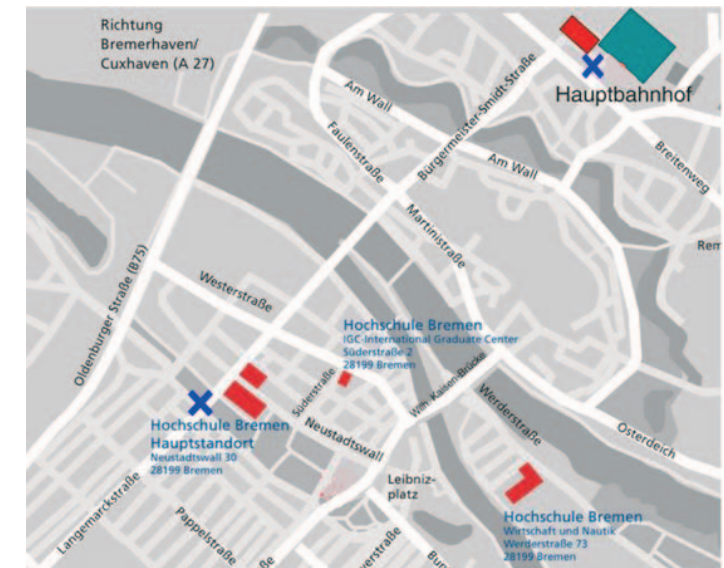 Richtung
Bremerhaven/
Cuxhaven (A 27)
Hauptbahnhof
Am Wall
Bürgermeister-Smidt-Straße
Faulenstraße
Am Wall
Breitenweg
Martinistraße
Rem
Oldenburger Straße (B75)
Westerstraße
Hochschule Bremen
IGC-International Graduate Center
Süderstraße 2
28199 Bremen
Süderstraße
Wilh.-Kaisen-Brücke
Werderstraße
Osterdeich
Hochschule Bremen
Hauptstandort
Neustadtswall 30
28199 Bremen
Neustadtswall
Leibniz-
platz
Langemarckstraße
Pappelstraße
Hochschule Bremen
Wirtschaft und Nautik
Werderstraße 73
28199 Bremen